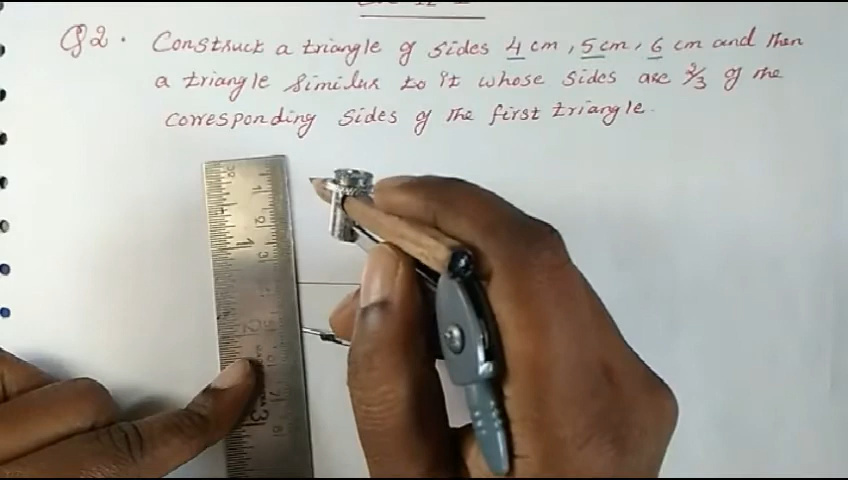 Q2. Construct a triangle of sides 4 cm, 5 cm, 6 cm and then
a triangle similar to it whose sides are 2/3 of the
corresponding sides of the first triangle.